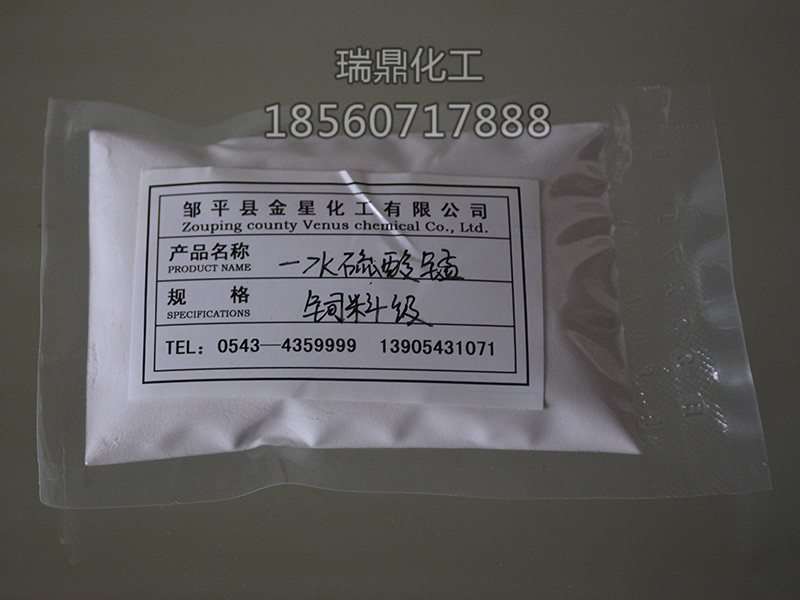 瑞鼎化工
18560717888
邹平县金星化工有限公司
Zouping county Venus chemical Co., Ltd.
产品名称 一水硫酸锰
PRODUCT NAME
规 格 饲料级
SPECIFICATIONS
TEL: 0543—4359999 13905431071